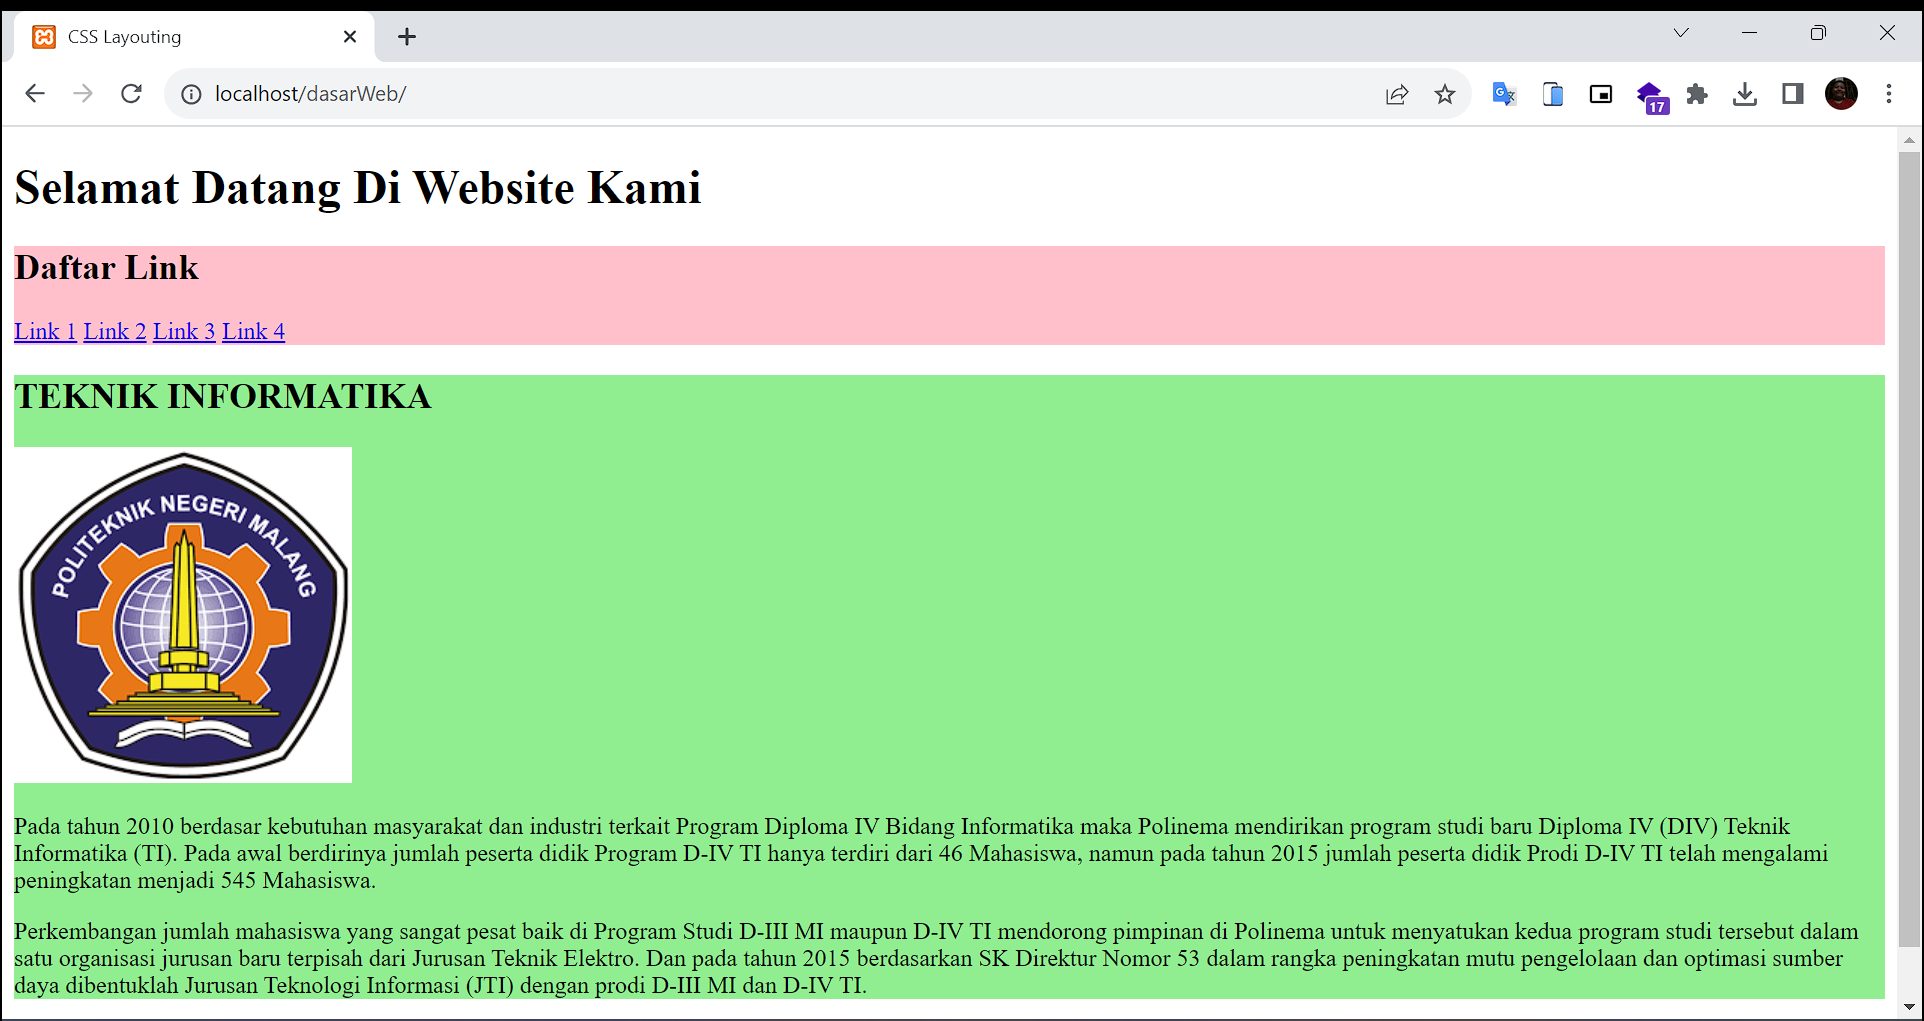 CSS Layouting
localhost/dasarWeb/
17
Selamat Datang Di Website Kami
Daftar Link
Link 1 Link 2 Link 3 Link 4
TEKNIK INFORMATIKA
POLITEKNIK NEGERI MALANG
Pada tahun 2010 berdasar kebutuhan masyarakat dan industri terkait Program Diploma IV Bidang Informatika maka Polinema mendirikan program studi baru Diploma IV (DIV) Teknik
Informatika (TI). Pada awal berdirinya jumlah peserta didik Program D-IV TI hanya terdiri dari 46 Mahasiswa, namun pada tahun 2015 jumlah peserta didik Prodi D-IV TI telah mengalami
peningkatan menjadi 545 Mahasiswa.
Perkembangan jumlah mahasiswa yang sangat pesat baik di Program Studi D-III MI maupun D-IV TI mendorong pimpinan di Polinema untuk menyatukan kedua program studi tersebut dalam
satu organisasi jurusan baru terpisah dari Jurusan Teknik Elektro. Dan pada tahun 2015 berdasarkan SK Direktur Nomor 53 dalam rangka peningkatan mutu pengelolaan dan optimasi sumber
daya dibentuklah Jurusan Teknologi Informasi (JTI) dengan prodi D-III MI dan D-IV TI.